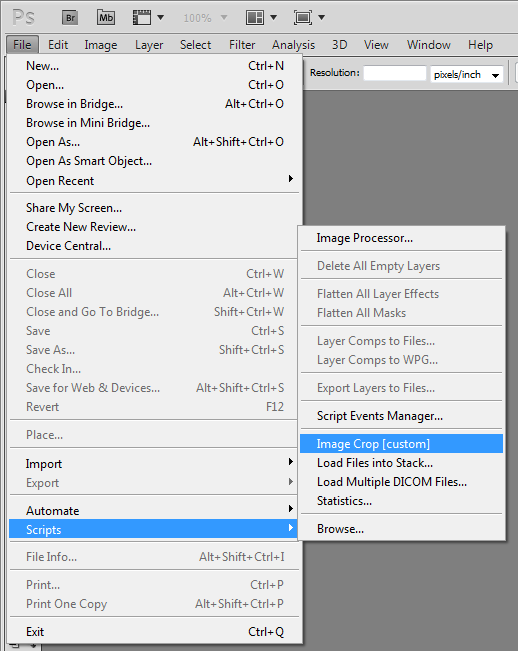 Ps Br Mb 100%
File Edit Image Layer Select Filter Analysis 3D View Window Help
Resolution: pixels/inch
New... Ctrl+N
Open... Ctrl+O
Browse in Bridge... Alt+Ctrl+O
Browse in Mini Bridge...
Open As... Alt+Shift+Ctrl+O
Open As Smart Object...
Open Recent
Share My Screen...
Create New Review...
Device Central...
Close Ctrl+W
Close All Alt+Ctrl+W
Close and Go To Bridge... Shift+Ctrl+W
Save Ctrl+S
Save As... Shift+Ctrl+S
Check In...
Save for Web & Devices... Alt+Shift+Ctrl+S
Revert F12
Place...
Import
Export
Automate
Scripts
File Info... Alt+Shift+Ctrl+I
Print... Ctrl+P
Print One Copy Alt+Shift+Ctrl+P
Exit Ctrl+Q
Image Processor...
Delete All Empty Layers
Flatten All Layer Effects
Flatten All Masks
Layer Comps to Files...
Layer Comps to WPG...
Export Layers to Files...
Script Events Manager...
Image Crop [custom]
Load Files into Stack...
Load Multiple DICOM Files...
Statistics...
Browse...